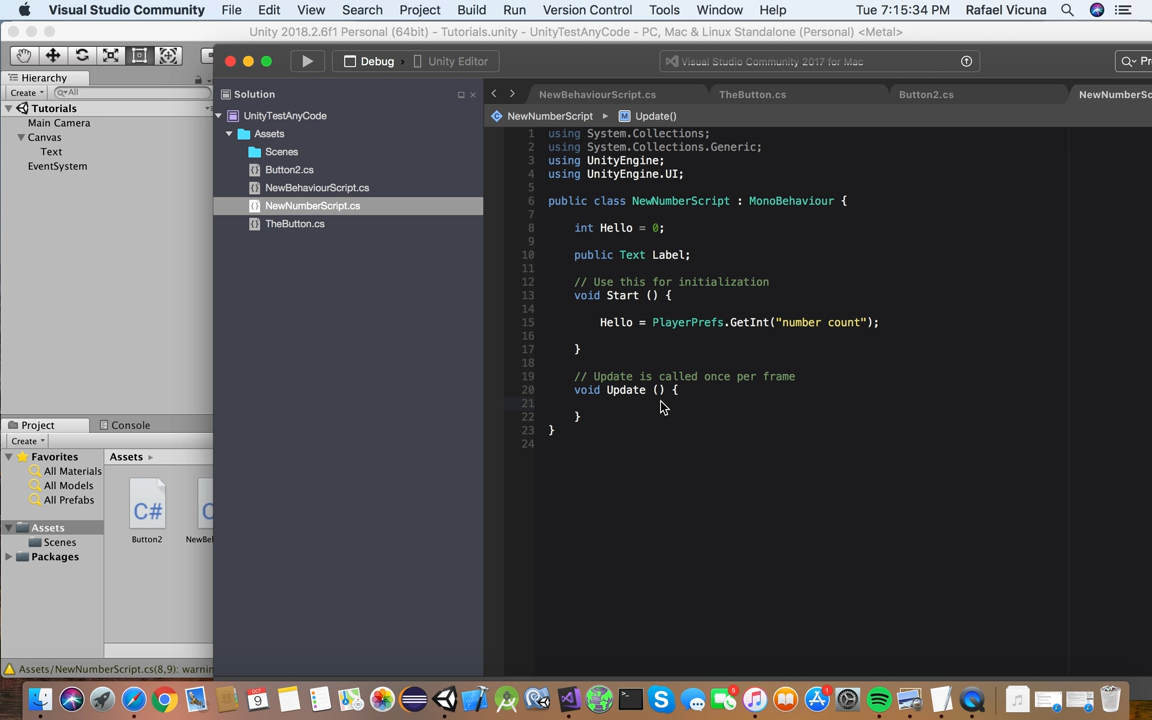 Visual Studio Community File Edit View Search Project Build Run Version Control Tools Window Help Tue 7:15:34 PM Rafael Vicuna
Unity 2018.2.6f1 Personal (64bit) - Tutorials.unity - UnityTestAnyCode - PC, Mac & Linux Standalone (Personal) <Metal>
Debug Unity Editor Visual Studio Community 2017 for Mac
Hierarchy
Create All
Tutorials
Main Camera
Canvas
Text
EventSystem
Project Console
Create
Favorites
All Materials
All Models
All Prefabs
Assets
Scenes
Packages
Assets
C#
Button2
Assets/NewNumberScript.cs(8,9): warnin
Solution
UnityTestAnyCode
Assets
Scenes
Button2.cs
NewBehaviourScript.cs
NewNumberScript.cs
TheButton.cs
NewBehaviourScript.cs TheButton.cs Button2.cs NewNumberSc
NewNumberScript Update()
1 using System.Collections;
2 using System.Collections.Generic;
3 using UnityEngine;
4 using UnityEngine.UI;
5
6 public class NewNumberScript : MonoBehaviour {
7
8 int Hello = 0;
9
10 public Text Label;
11
12 // Use this for initialization
13 void Start () {
14
15 Hello = PlayerPrefs.GetInt("number count");
16
17 }
18
19 // Update is called once per frame
20 void Update () {
21
22 }
23 }
24